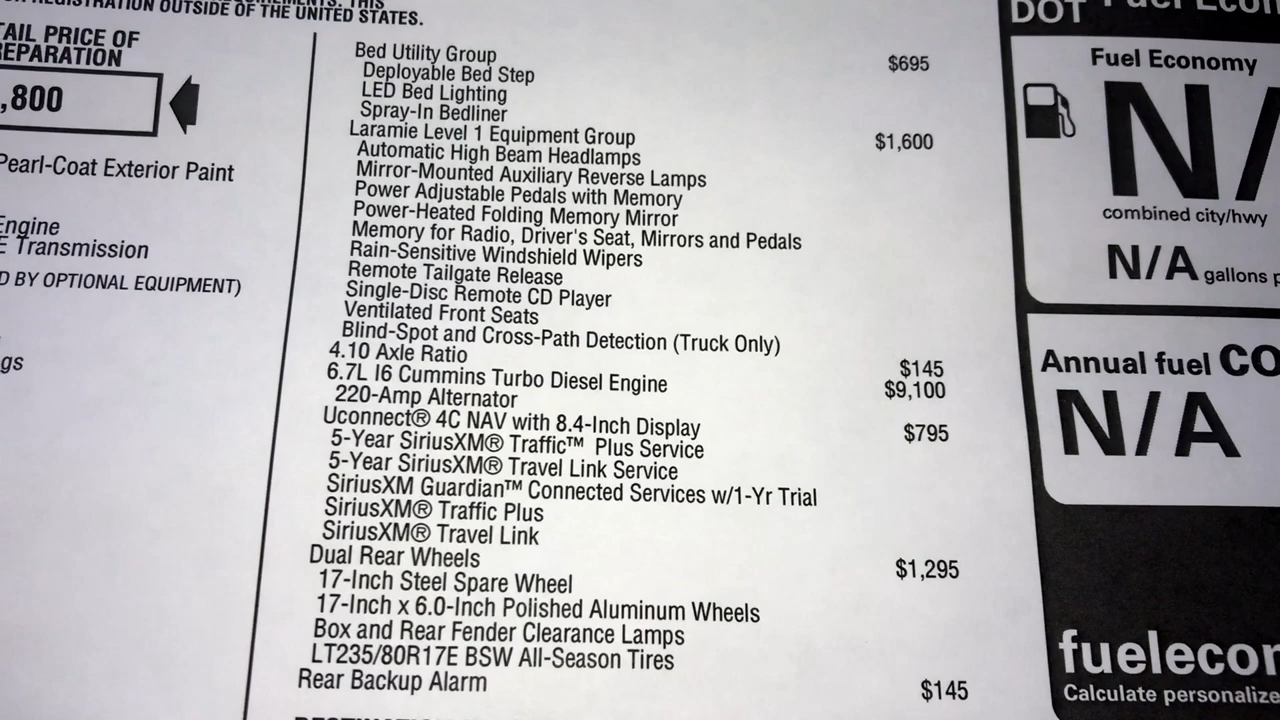 REGISTRATION OUTSIDE OF THE UNITED STATES.
TAIL PRICE OF
REPARATION
,800
Pearl-Coat Exterior Paint
Engine
E Transmission
D BY OPTIONAL EQUIPMENT)
gs
Bed Utility Group $695
Deployable Bed Step
LED Bed Lighting
Spray-In Bedliner
Laramie Level 1 Equipment Group $1,600
Automatic High Beam Headlamps
Mirror-Mounted Auxiliary Reverse Lamps
Power Adjustable Pedals with Memory
Power-Heated Folding Memory Mirror
Memory for Radio, Driver's Seat, Mirrors and Pedals
Rain-Sensitive Windshield Wipers
Remote Tailgate Release
Single-Disc Remote CD Player
Ventilated Front Seats
Blind-Spot and Cross-Path Detection (Truck Only)
4.10 Axle Ratio $145
6.7L I6 Cummins Turbo Diesel Engine $9,100
220-Amp Alternator
Uconnect® 4C NAV with 8.4-Inch Display $795
5-Year SiriusXM® Traffic™ Plus Service
5-Year SiriusXM® Travel Link Service
SiriusXM Guardian™ Connected Services w/1-Yr Trial
SiriusXM® Traffic Plus
SiriusXM® Travel Link
Dual Rear Wheels $1,295
17-Inch Steel Spare Wheel
17-Inch x 6.0-Inch Polished Aluminum Wheels
Box and Rear Fender Clearance Lamps
LT235/80R17E BSW All-Season Tires
Rear Backup Alarm $145
DOT Fuel Econ
Fuel Economy
N/
combined city/hwy
N/A gallons p
Annual fuel CO
N/A
fuelecon
Calculate personalize